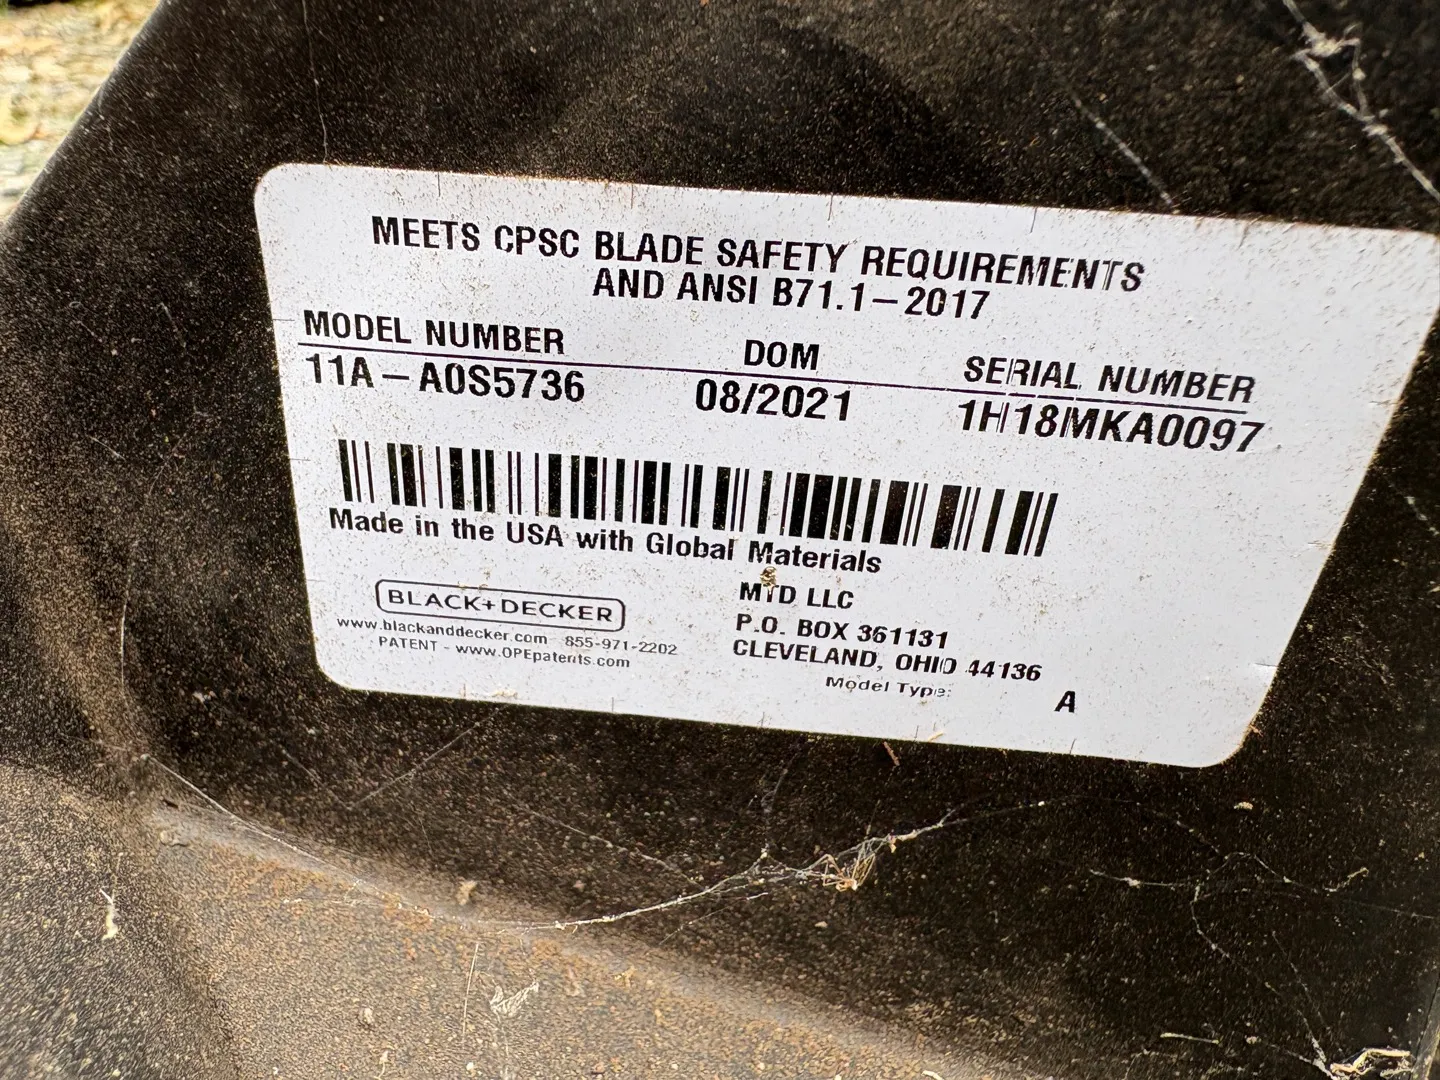 MEETS CPSC BLADE SAFETY REQUIREMENTS
AND ANSI B71.1-2017
MODEL NUMBER DOM SERIAL NUMBER
11A-A0S5736 08/2021 1H18MKA0097
Made in the USA with Global Materials
BLACK+DECKER
www.blackanddecker.com 855-971-2202
PATENT - www.OPEpatents.com
MTD LLC
P.O. BOX 361131
CLEVELAND, OHIO 44136
Model Type:
A